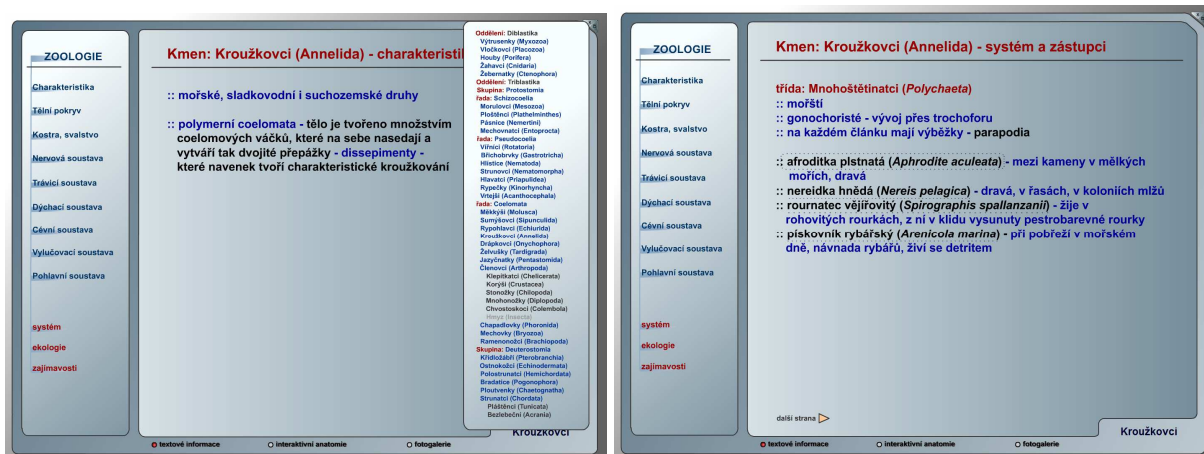 ZOOLOGIE
Charakteristika
Tělní pokryv
Kostra, svalstvo
Nervová soustava
Trávicí soustava
Dýchací soustava
Cévní soustava
Vylučovací soustava
Pohlavní soustava
systém
ekologie
zajímavosti
Kmen: Kroužkovci (Annelida) - charakteristi
:: mořské, sladkovodní i suchozemské druhy
:: polymerní coelomata - tělo je tvořeno množstvím
coelomových váčků, které na sebe nasedají a
vytváří tak dvojité přepážky - dissepimenty -
které navenek tvoří charakteristické kroužkování
Oddělení: Diblastika
Výtrusenky (Myxozoa)
Vločkovci (Placozoa)
Houby (Porifera)
Žahavci (Cnidaria)
Žebernatky (Ctenophora)
Oddělení: Triblastika
Skupina: Protostomia
řada: Schizocoelia
Morulovci (Mesozoa)
Ploštěnci (Plathelminthes)
Pásnice (Nemertini)
Mechovnatci (Entoprocta)
řada: Pseudocoelia
Vířníci (Rotatoria)
Břichobrvky (Gastrotricha)
Hlístice (Nematoda)
Strunovci (Nematomorpha)
Hlavatci (Priapulidea)
Rypečky (Kinorhyncha)
Vrtejši (Acanthocephala)
řada: Coelomata
Měkkýši (Molusca)
Sumýšovci (Sipunculida)
Rypohlavci (Echiurida)
Kroužkovci (Annelida)
Drápkovci (Onychophora)
Želvušky (Tardigrada)
Jazyčnatky (Pentastomida)
Členovci (Arthropoda)
Klepítkatci (Chelicerata)
Korýši (Crustacea)
Stonožky (Chilopoda)
Mnohonožky (Diplopoda)
Chvostoskoci (Colembola)
Hmyz (Insecta)
Chapadlovky (Phoronida)
Mechovky (Bryozoa)
Ramenonožci (Brachiopoda)
Skupina: Deuterostomia
Křídložábří (Pterobranchia)
Ostnokožci (Echinodermata)
Polostrunatci (Hemichordata)
Bradatice (Pogonophora)
Ploutvenky (Chaetognatha)
Strunatci (Chordata)
Pláštěnci (Tunicata)
Bezlebeční (Acrania)
Kroužkovci
textové informace interaktivní anatomie fotogalerie
ZOOLOGIE
Charakteristika
Tělní pokryv
Kostra, svalstvo
Nervová soustava
Trávicí soustava
Dýchací soustava
Cévní soustava
Vylučovací soustava
Pohlavní soustava
systém
ekologie
zajímavosti
Kmen: Kroužkovci (Annelida) - systém a zástupci
třída: Mnohoštětinatci (Polychaeta)
:: mořští
:: gonochoristé - vývoj přes trochoforu
:: na každém článku mají výběžky - parapodia
:: afroditka plstnatá (Aphrodite aculeata) - mezi kameny v mělkých
mořích, dravá
:: nereidka hnědá (Nereis pelagica) - dravá, v řasách, v koloniích mlžů
:: rournatec vějířovitý (Spirographis spallanzanii) - žije v
rohovitých rourkách, z ní v klidu vysunuty pestrobarevné rourky
:: pískovník rybářský (Arenicola marina) - při pobřeží v mořském
dně, návnada rybářů, živí se detritem
další strana
Kroužkovci
textové informace interaktivní anatomie fotogalerie